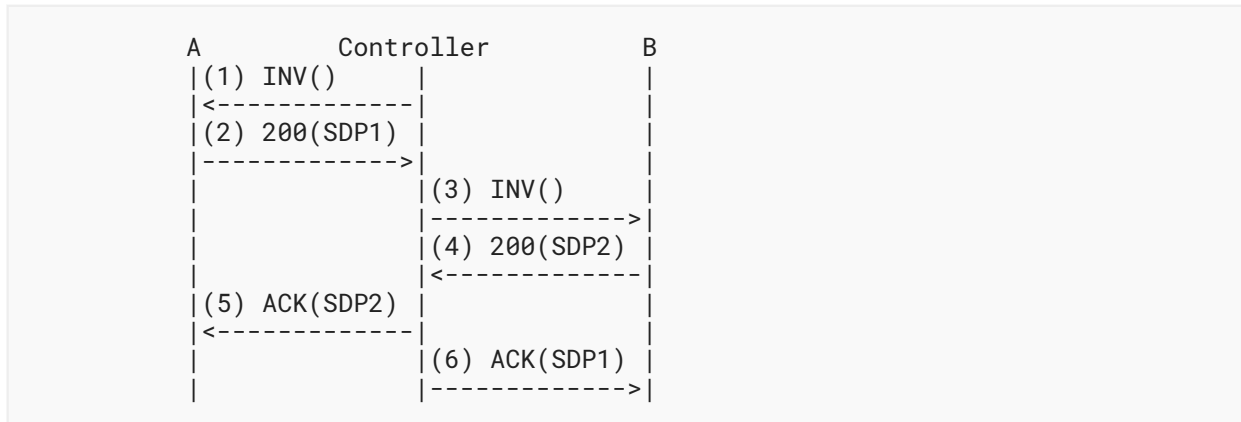 A          Controller          B
|(1) INV()     |               |
|<-------------|               |
|(2) 200(SDP1) |               |
|------------->|               |
|              |(3) INV()      |
|              |-------------->|
|              |(4) 200(SDP2)  |
|              |<--------------|
|(5) ACK(SDP2) |               |
|<-------------|               |
|              |(6) ACK(SDP1)  |
|              |-------------->|